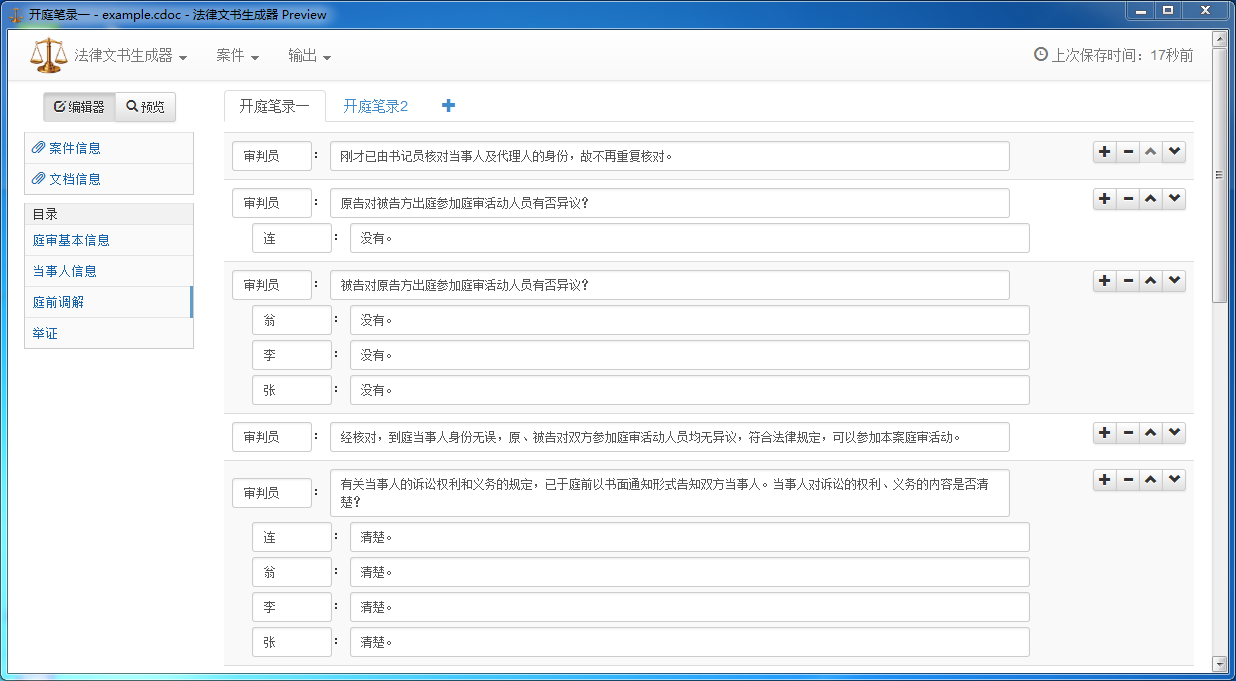 开庭笔录一 - example.cdoc - 法律文书生成器 Preview
法律文书生成器 案件 输出 上次保存时间：17秒前
编辑器 预览
案件信息
文档信息
目录
庭审基本信息
当事人信息
庭前调解
举证
开庭笔录一 开庭笔录2
审判员 ： 刚才已由书记员核对当事人及代理人的身份，故不再重复核对。
审判员 ： 原告对被告方出庭参加庭审活动人员有否异议？
连 ： 没有。
审判员 ： 被告对原告方出庭参加庭审活动人员有否异议？
翁 ： 没有。
李 ： 没有。
张 ： 没有。
审判员 ： 经核对，到庭当事人身份无误，原、被告对双方参加庭审活动人员均无异议，符合法律规定，可以参加本案庭审活动。
审判员 ： 有关当事人的诉讼权利和义务的规定，已于庭前以书面通知形式告知双方当事人。当事人对诉讼的权利、义务的内容是否清
楚？
连 ： 清楚。
翁 ： 清楚。
李 ： 清楚。
张 ： 清楚。